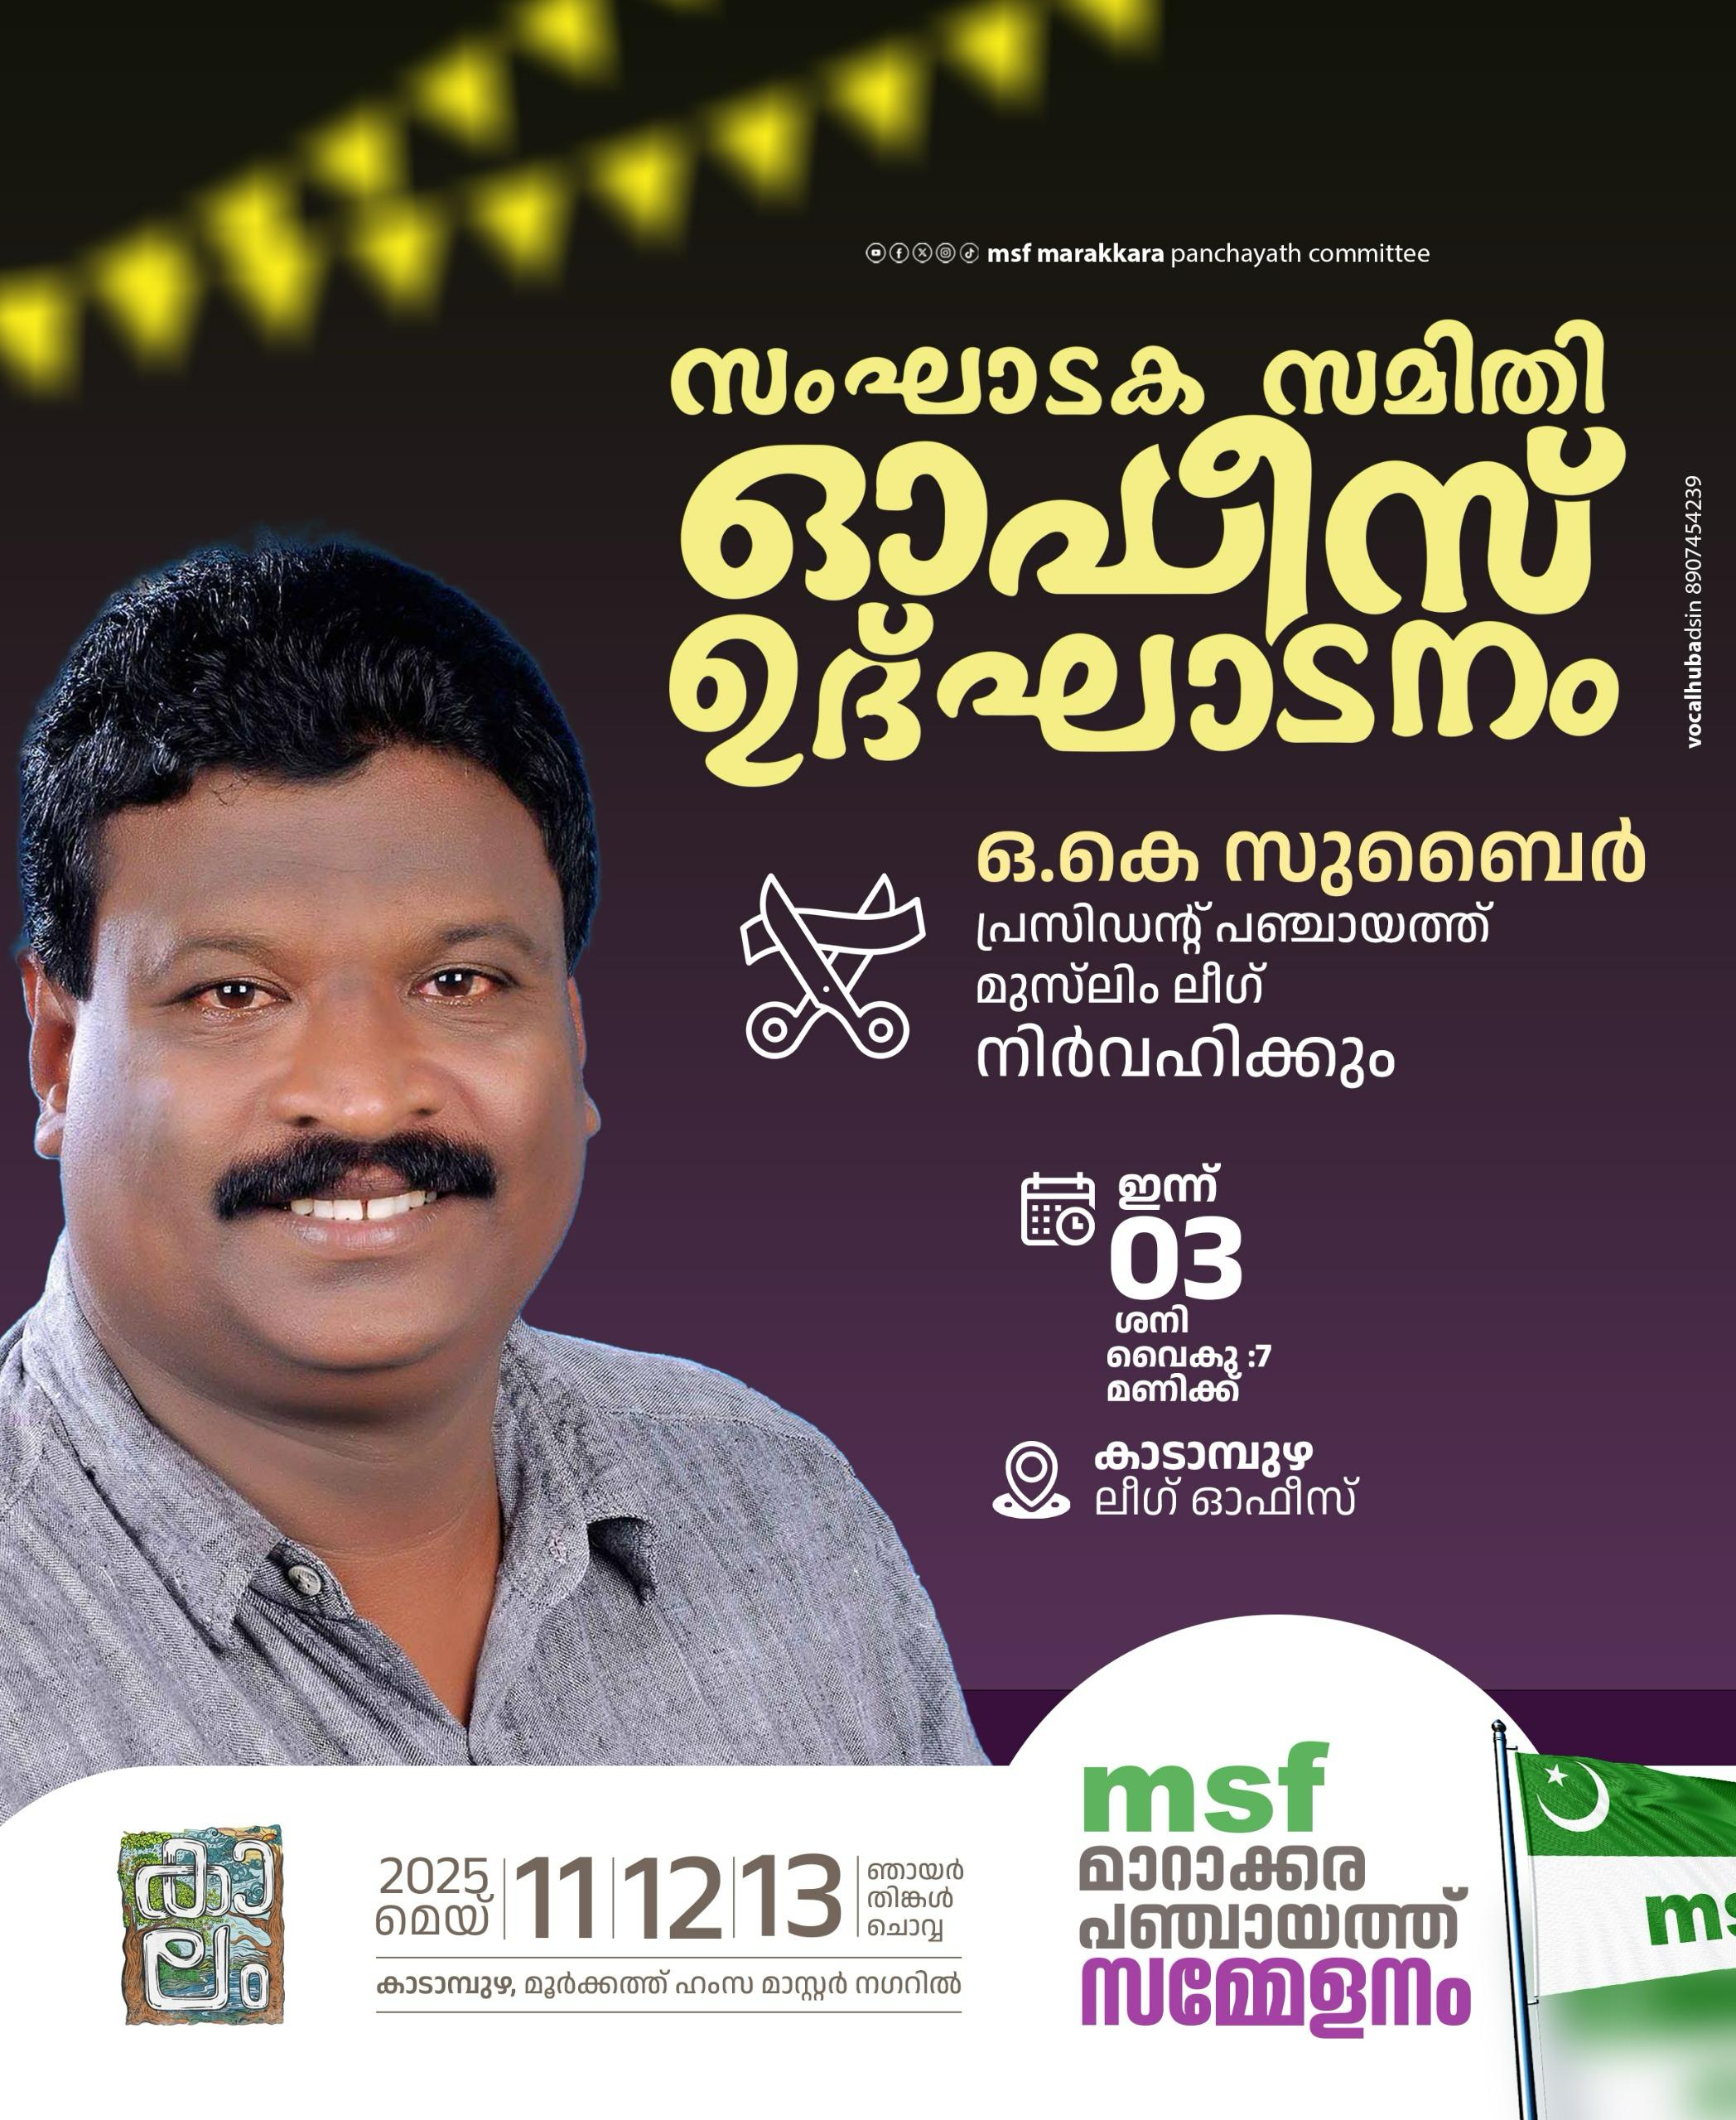 msf marakkara panchayath committee
സംഘാടക സമിതി
ഓഫീസ്
ഉദ്ഘാടനം
vocalhubadsin 8907454239
ഒ.കെ സുബൈർ
പ്രസിഡന്റ് പഞ്ചായത്ത്
മുസ്‌ലിം ലീഗ്
നിർവഹിക്കും
ഇന്ന്
03
ശനി
വൈകു :7
മണിക്ക്
കാടാമ്പുഴ
ലീഗ് ഓഫീസ്
കാ
ലം
2025
മെയ്
11 12 13
ഞായർ
തിങ്കൾ
ചൊവ്വ
കാടാമ്പുഴ, മൂർക്കത്ത് ഹംസ മാസ്റ്റർ നഗറിൽ
msf
മാറാക്കര
പഞ്ചായത്ത്
സമ്മേളനം